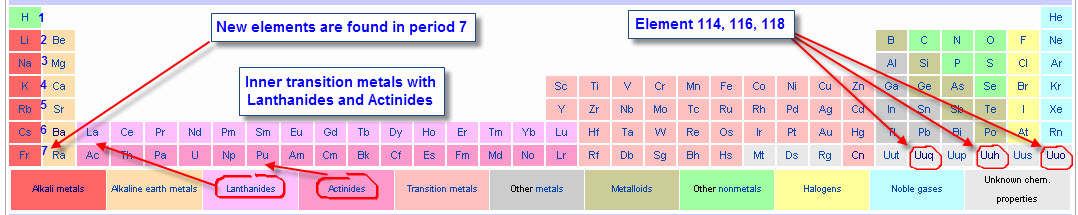 H 1 He
New elements are found in period 7
Element 114, 116, 118
Li 2 Be B C N O F Ne
Na 3 Mg Al Si P S Cl Ar
Inner transition metals with
Lanthanides and Actinides
K 4 Ca Sc Ti V Cr Mn Fe Co Ni Cu Zn Ga Ge As Se Br Kr
Rb 5 Sr Y Zr Nb Mo Tc Ru Rh Pd Ag Cd In Sn Sb Te I Xe
Cs 6 Ba La Ce Pr Nd Pm Sm Eu Gd Tb Dy Ho Er Tm Yb Lu Hf Ta W Re Os Ir Pt Au Hg Tl Pb Bi Po At Rn
Fr 7 Ra Ac Th Pa U Np Pu Am Cm Bk Cf Es Fm Md No Lr Rf Db Sg Bh Hs Mt Ds Rg Cn Uut Uuq Uup Uuh Uus Uuo
Alkali metals Alkaline earth metals Lanthanides Actinides Transition metals Other metals Metalloids Other nonmetals Halogens Noble gases Unknown chem.
properties